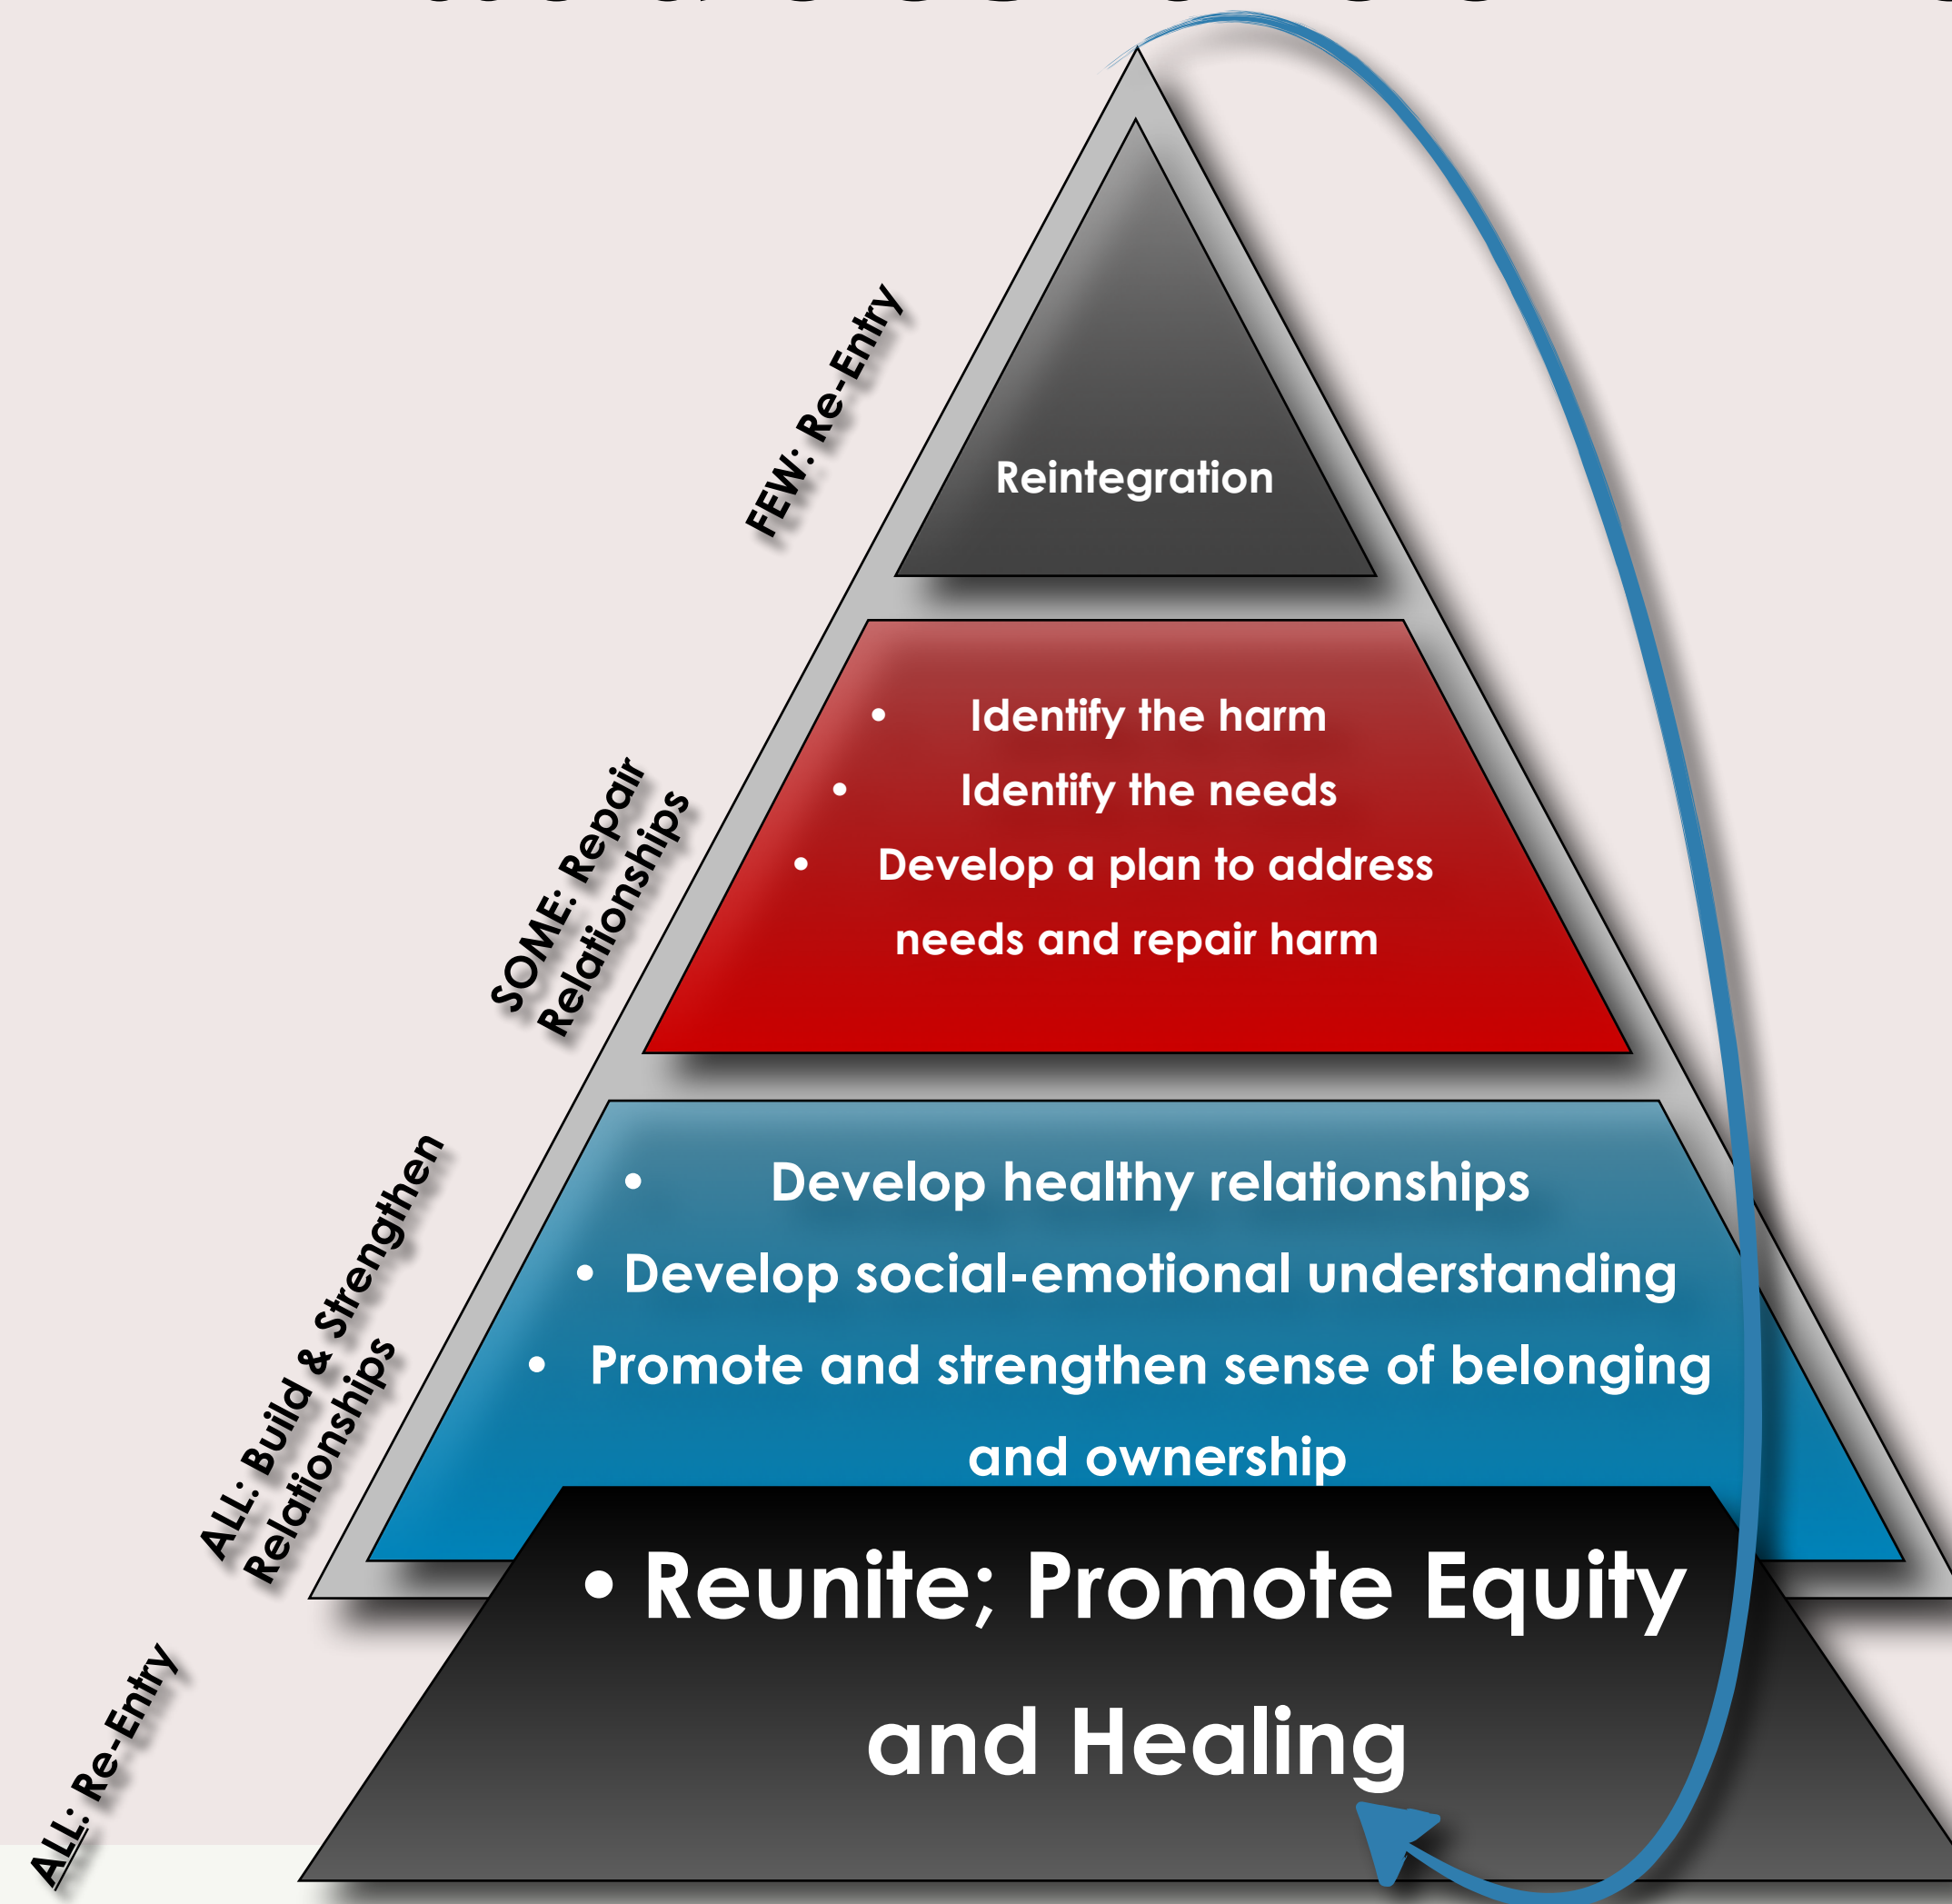 FEW: Re-Entry
Reintegration
SOME: Repair
Relationships
• Identify the harm
• Identify the needs
• Develop a plan to address
needs and repair harm
ALL: Build & Strengthen
Relationships
• Develop healthy relationships
• Develop social-emotional understanding
• Promote and strengthen sense of belonging
and ownership
ALL: Re-Entry
• Reunite; Promote Equity
and Healing